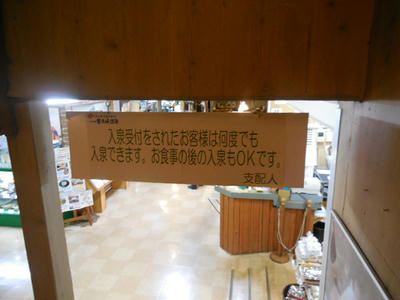 入泉受付をされたお客様は何度でも
入泉できます。お食事の後の入泉もOKです。
支配人